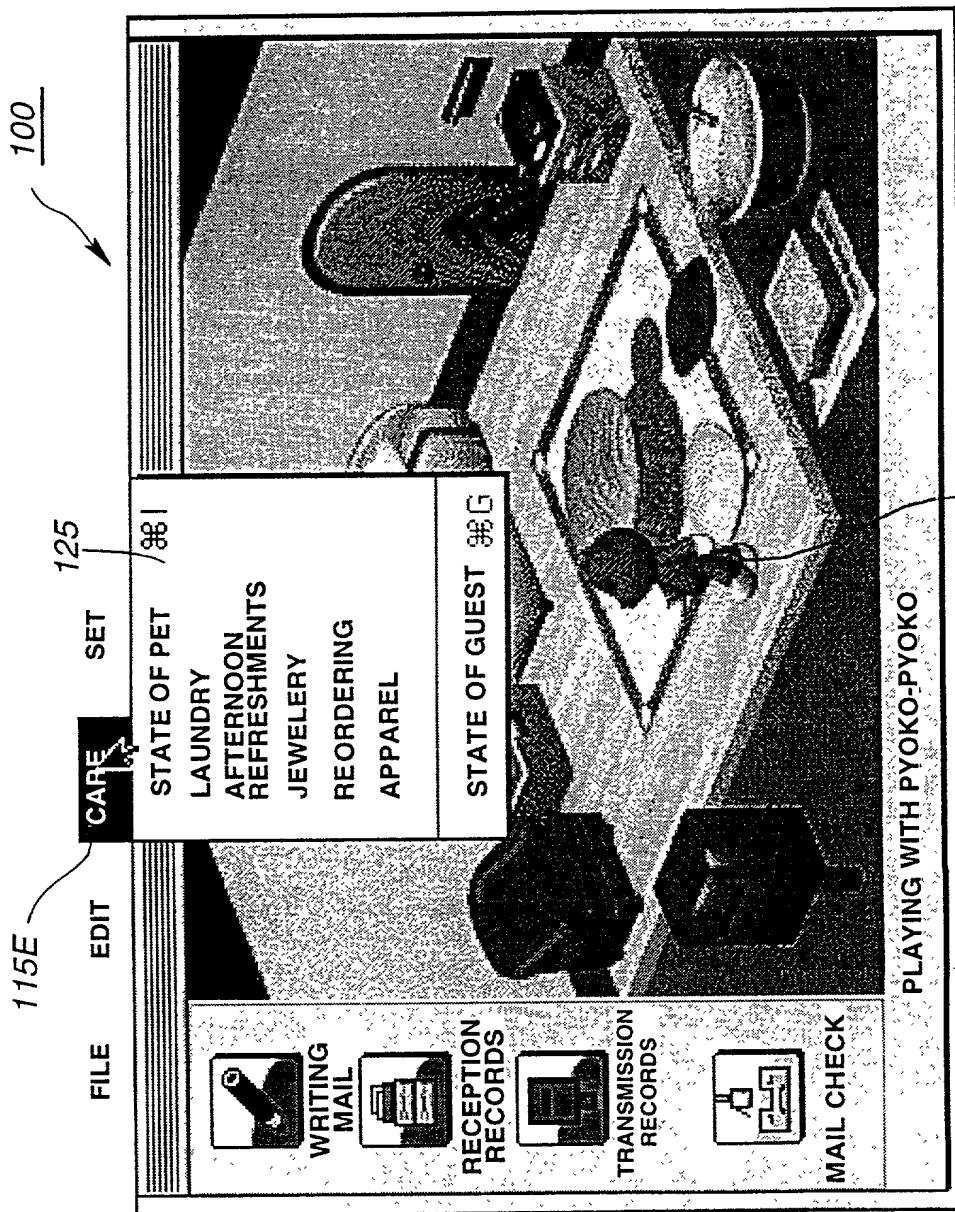 100
115E
125
FILE EDIT CARE SET
STATE OF PET ⌘I
LAUNDRY
AFTERNOON
REFRESHMENTS
JEWELERY
REORDERING
APPAREL
STATE OF GUEST ⌘G
WRITING
MAIL
RECEPTION
RECORDS
TRANSMISSION
RECORDS
MAIL CHECK
PLAYING WITH PYOKO-PYOKO